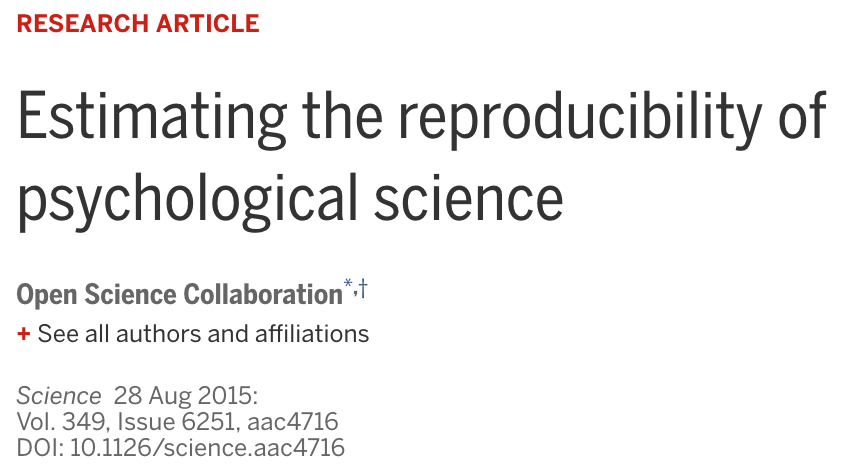 RESEARCH ARTICLE
Estimating the reproducibility of
psychological science
Open Science Collaboration*,†
+ See all authors and affiliations
Science 28 Aug 2015:
Vol. 349, Issue 6251, aac4716
DOI: 10.1126/science.aac4716